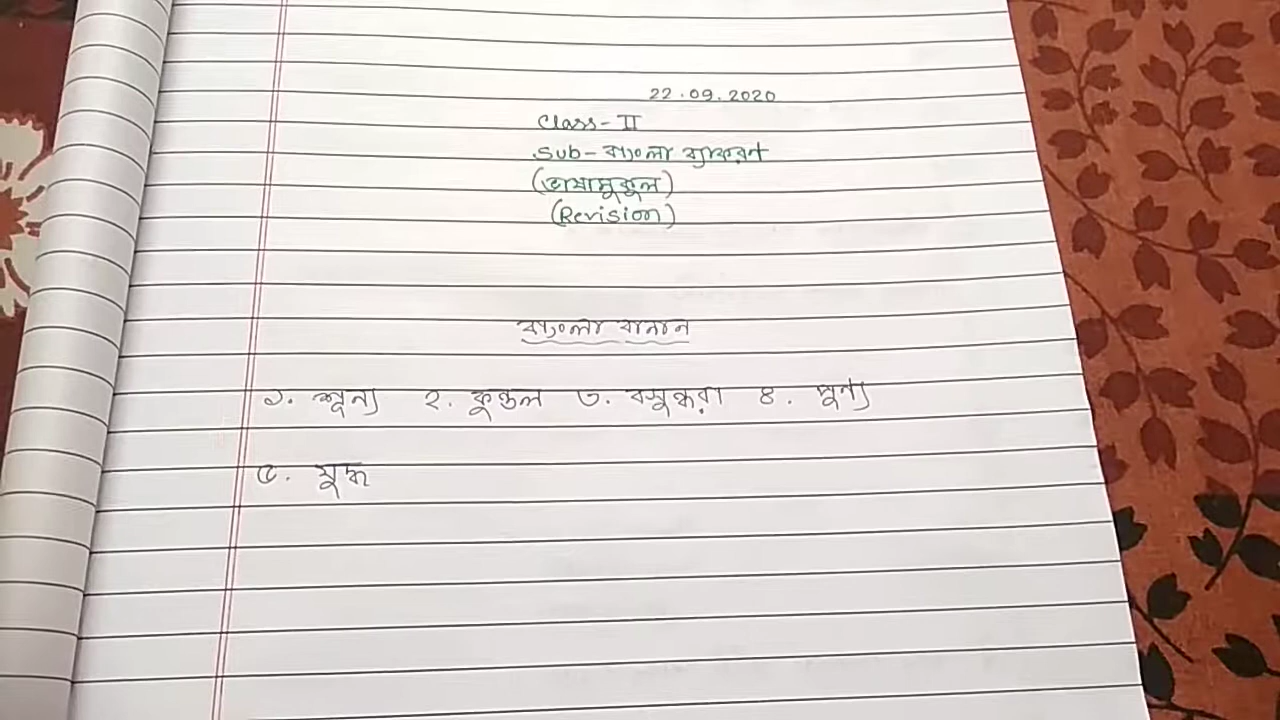 22.09.2020
Class-II
Sub-বাংলা ব্যাকরণ
(ভাষামুকুল)
(Revision)
বাংলা বানান
১. শূন্য ২. কুন্তল ৩. বসুন্ধরা ৪. পূণ্য
৫. যুদ্ধ